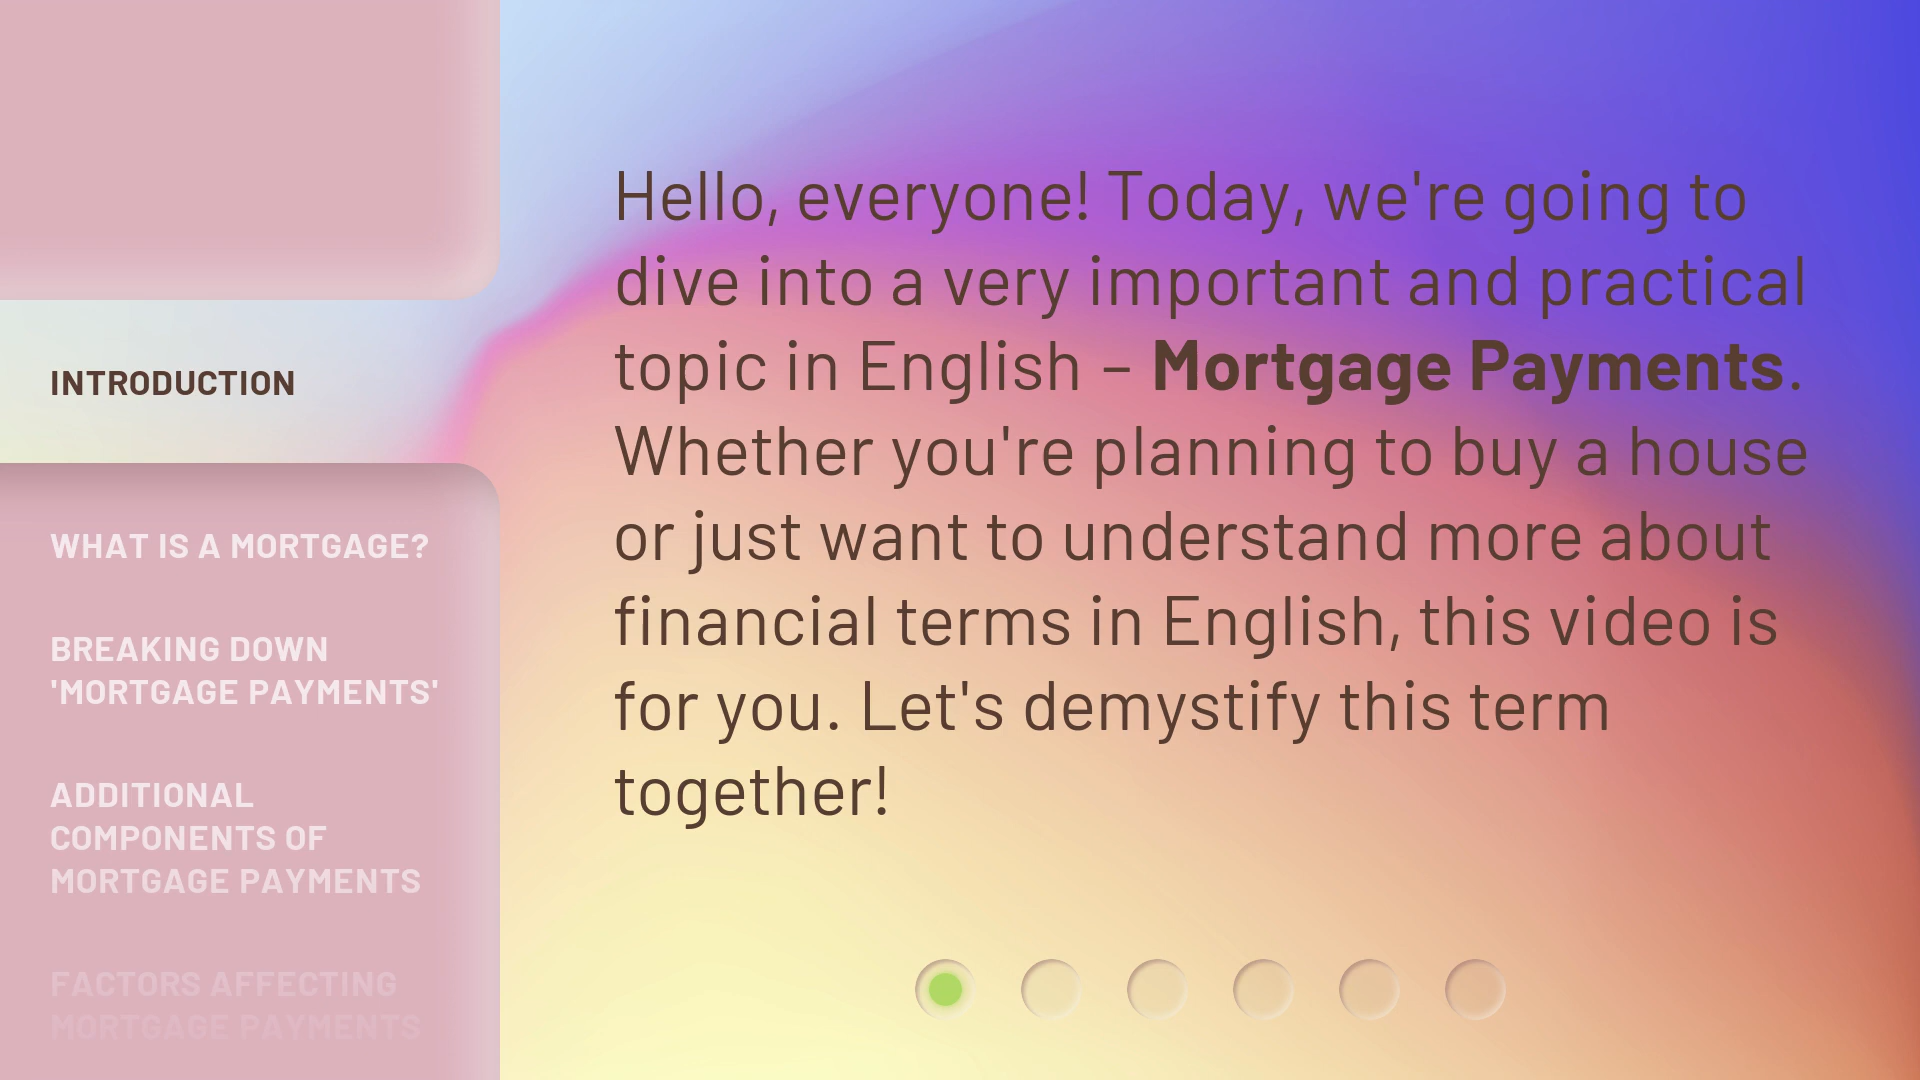 INTRODUCTION
WHAT IS A MORTGAGE?
BREAKING DOWN
'MORTGAGE PAYMENTS'
ADDITIONAL
COMPONENTS OF
MORTGAGE PAYMENTS
FACTORS AFFECTING
MORTGAGE PAYMENTS
Hello, everyone! Today, we're going to
dive into a very important and practical
topic in English – Mortgage Payments.
Whether you're planning to buy a house
or just want to understand more about
financial terms in English, this video is
for you. Let's demystify this term
together!